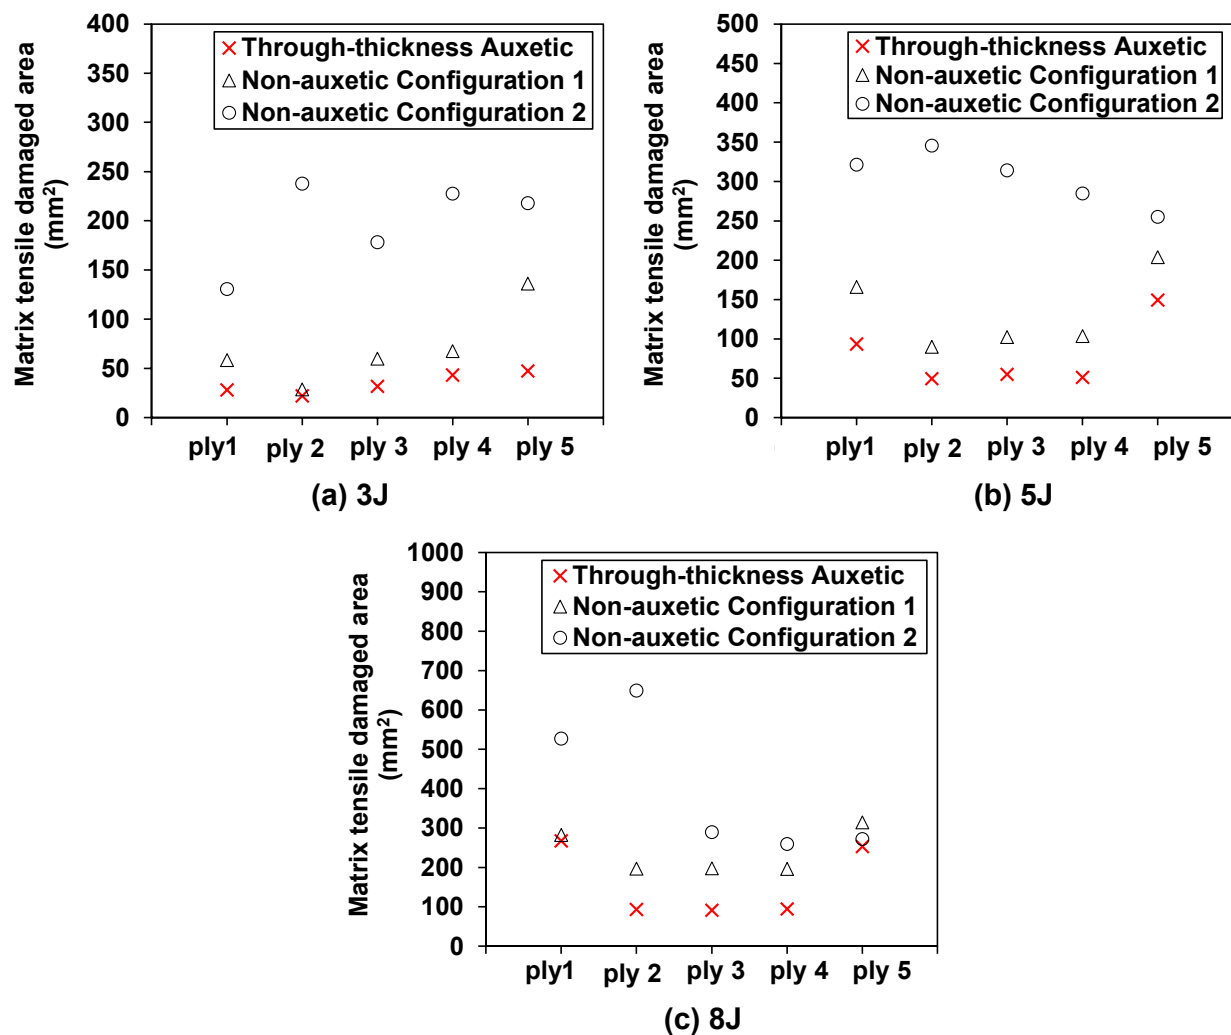 Matrix tensile damaged area
(mm²)
400
350
300
250
200
150
100
50
0
Through-thickness Auxetic
Non-auxetic Configuration 1
Non-auxetic Configuration 2
ply1 ply 2 ply 3 ply 4 ply 5
(a) 3J
Matrix tensile damaged area
(mm²)
500
450
400
350
300
250
200
150
100
50
0
Through-thickness Auxetic
Non-auxetic Configuration 1
Non-auxetic Configuration 2
ply1 ply 2 ply 3 ply 4 ply 5
(b) 5J
Matrix tensile damaged area
(mm²)
1000
900
800
700
600
500
400
300
200
100
0
Through-thickness Auxetic
Non-auxetic Configuration 1
Non-auxetic Configuration 2
ply1 ply 2 ply 3 ply 4 ply 5
(c) 8J